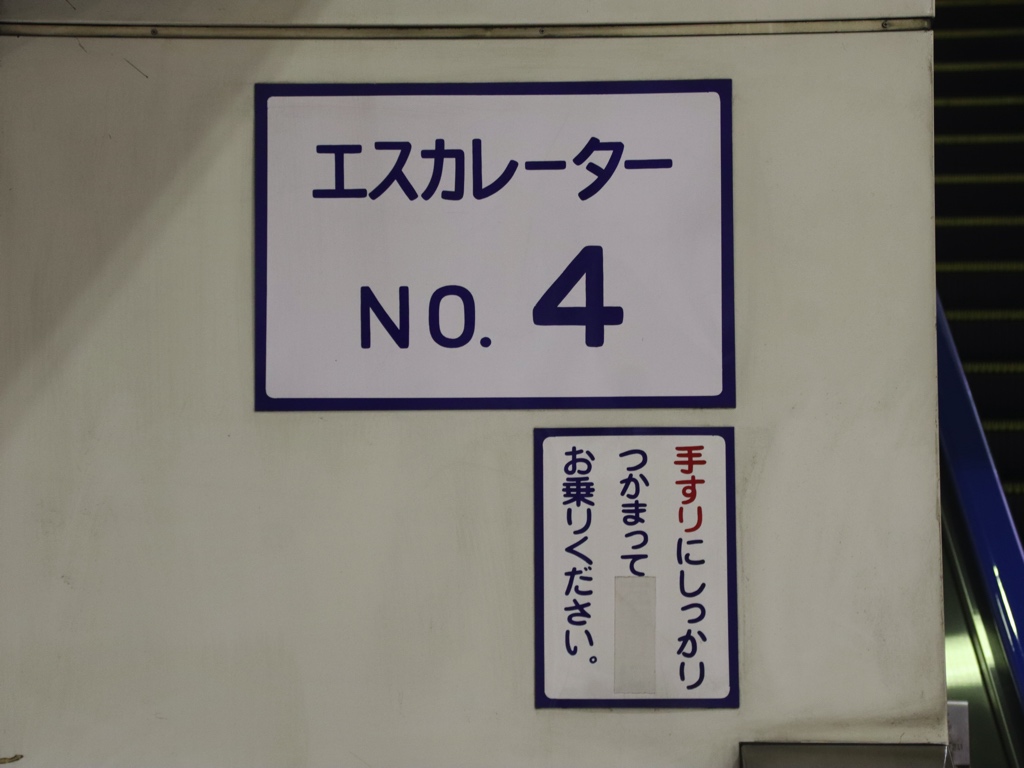 エスカレーター
NO. 4
手すりにしっかり
つかまって
お乗りください。